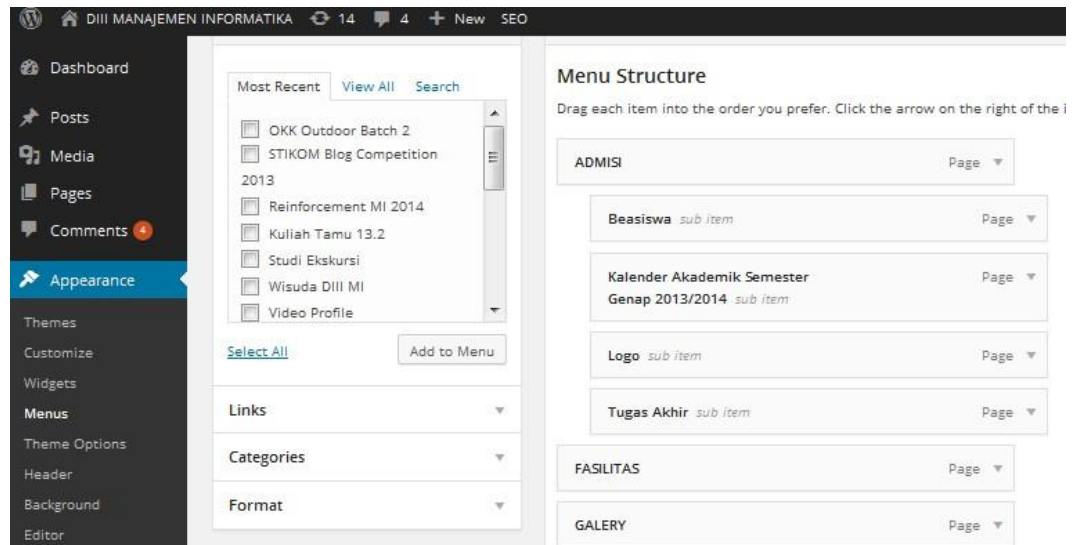 DIII MANAJEMEN INFORMATIKA 14 4 + New SEO
Dashboard
Posts
Media
Pages
Comments 4
Appearance
Themes
Customize
Widgets
Menus
Theme Options
Header
Background
Editor
Most Recent View All Search
OKK Outdoor Batch 2
STIKOM Blog Competition
2013
Reinforcement MI 2014
Kuliah Tamu 13.2
Studi Ekskursi
Wisuda DIII MI
Video Profile
Select All Add to Menu
Links
Categories
Format
Menu Structure
Drag each item into the order you prefer. Click the arrow on the right of the
ADMISI Page
Beasiswa sub item Page
Kalender Akademik Semester Page
Genap 2013/2014 sub item
Logo sub item Page
Tugas Akhir sub item Page
FASILITAS Page
GALERY Page